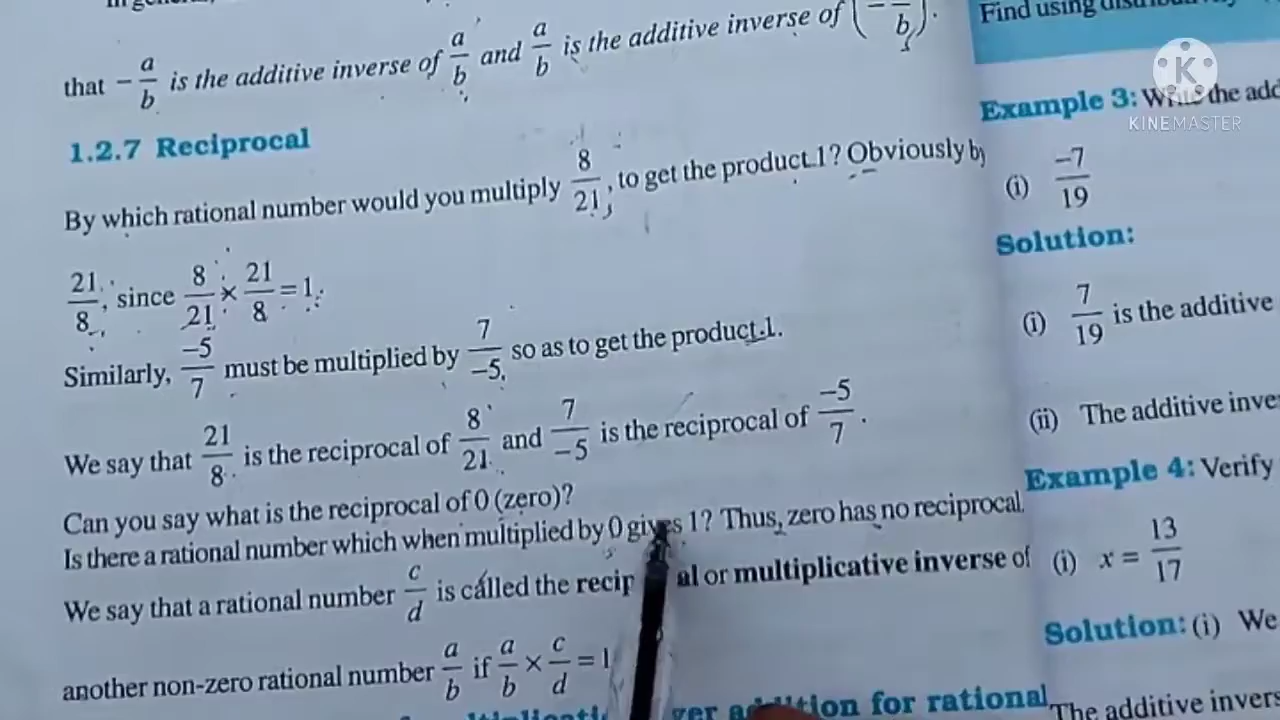 that −a/b is the additive inverse of a/b and a/b is the additive inverse of (−/b).
1.2.7 Reciprocal
By which rational number would you multiply 8/21, to get the product 1? Obviously by
21/8, since 8/21 × 21/8 = 1.
Similarly, −5/7 must be multiplied by 7/−5 so as to get the product 1.
We say that 21/8 is the reciprocal of 8/21 and 7/−5 is the reciprocal of −5/7.
Can you say what is the reciprocal of 0 (zero)?
Is there a rational number which when multiplied by 0 gives 1? Thus, zero has no reciprocal.
We say that a rational number c/d is called the recip al or multiplicative inverse of
another non-zero rational number a/b if a/b × c/d = 1
ver addition for rational
Find using
Example 3: Write the add
(i) −7/19
Solution:
(i) 7/19 is the additive
(ii) The additive inve
Example 4: Verify
(i) x = 13/17
Solution: (i) We
The additive invers
K
KINEMASTER